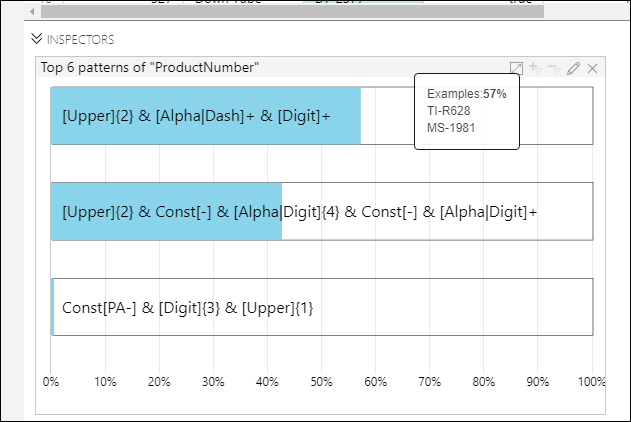 INSPECTORS
Top 6 patterns of "ProductNumber"
Examples:57%
TI-R628
MS-1981
[Upper]{2} & [Alpha|Dash]+ & [Digit]+
[Upper]{2} & Const[-] & [Alpha|Digit]{4} & Const[-] & [Alpha|Digit]+
Const[PA-] & [Digit]{3} & [Upper]{1}
0% 10% 20% 30% 40% 50% 60% 70% 80% 90% 100%